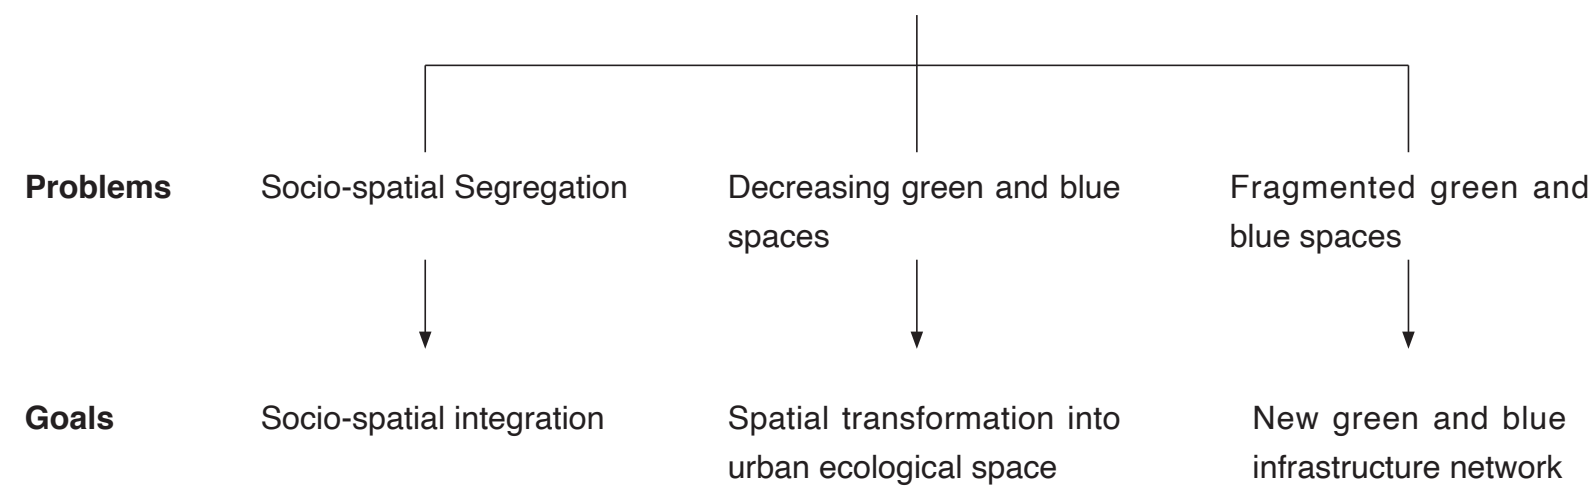 Problems
Socio-spatial Segregation
Decreasing green and blue
spaces
Fragmented green and
blue spaces
Goals
Socio-spatial integration
Spatial transformation into
urban ecological space
New green and blue
infrastructure network